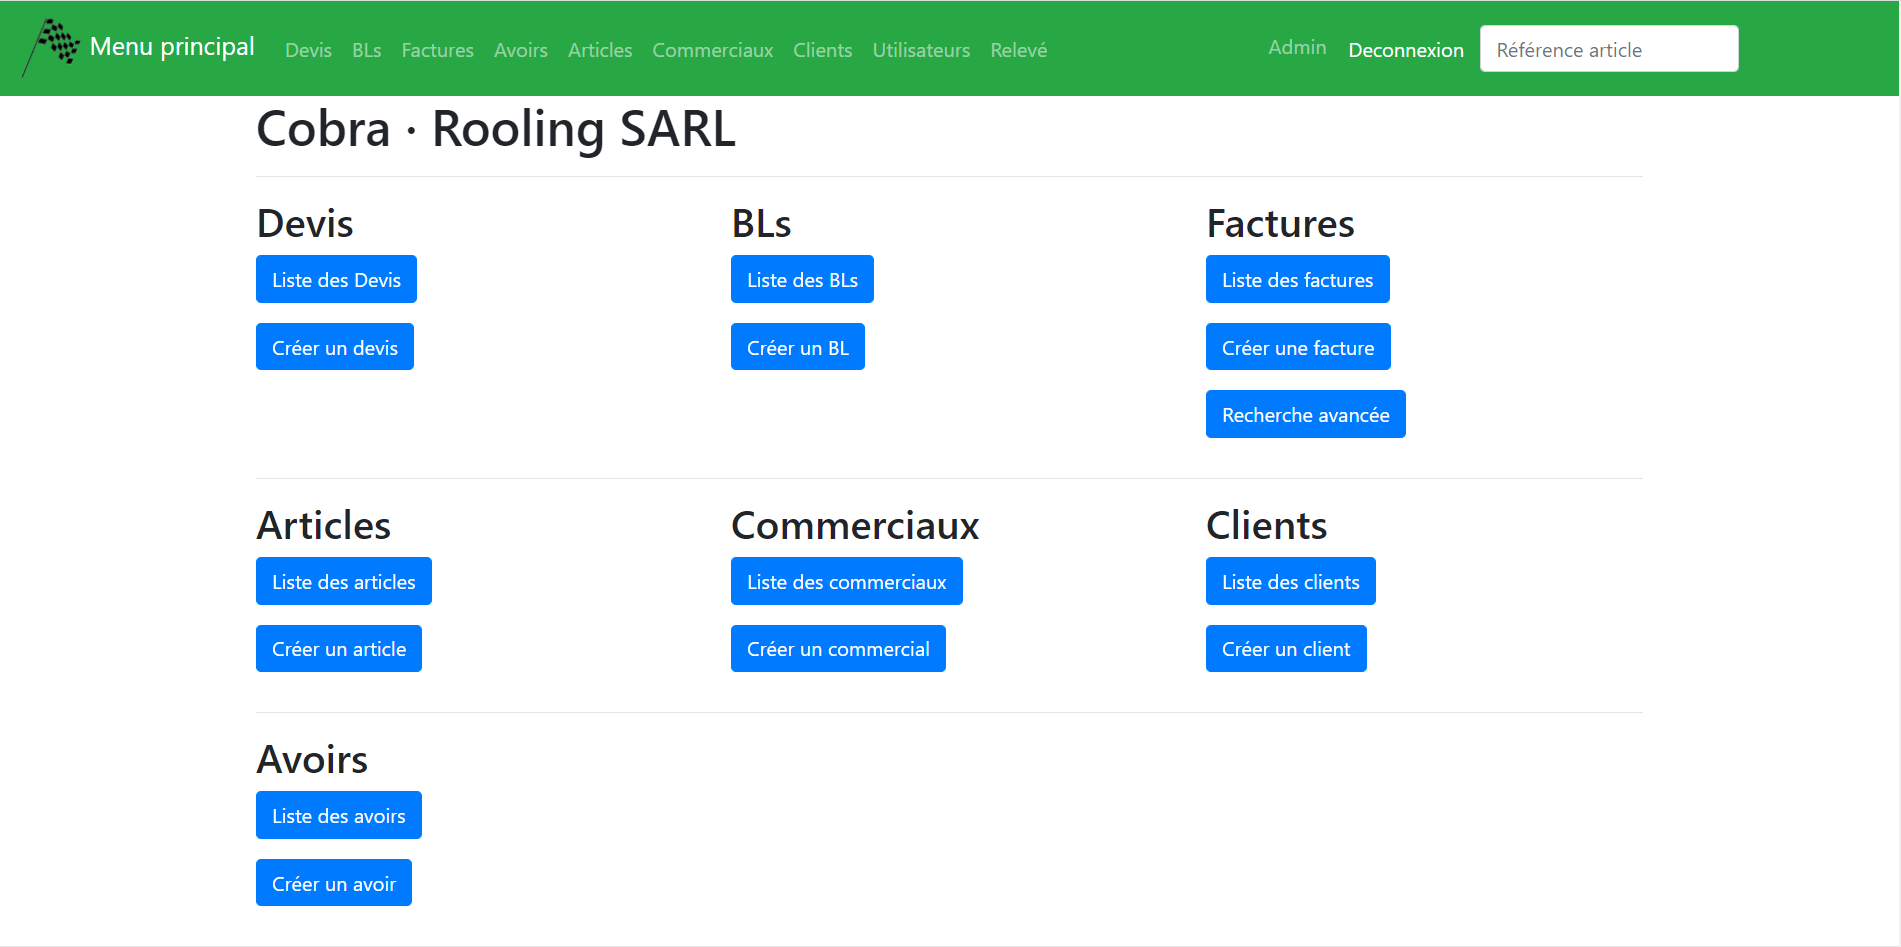 Menu principal Devis BLs Factures Avoirs Articles Commerciaux Clients Utilisateurs Relevé Admin Deconnexion Référence article
Cobra · Rooling SARL
Devis BLs Factures
Liste des Devis Liste des BLs Liste des factures
Créer un devis Créer un BL Créer une facture
Recherche avancée
Articles Commerciaux Clients
Liste des articles Liste des commerciaux Liste des clients
Créer un article Créer un commercial Créer un client
Avoirs
Liste des avoirs
Créer un avoir